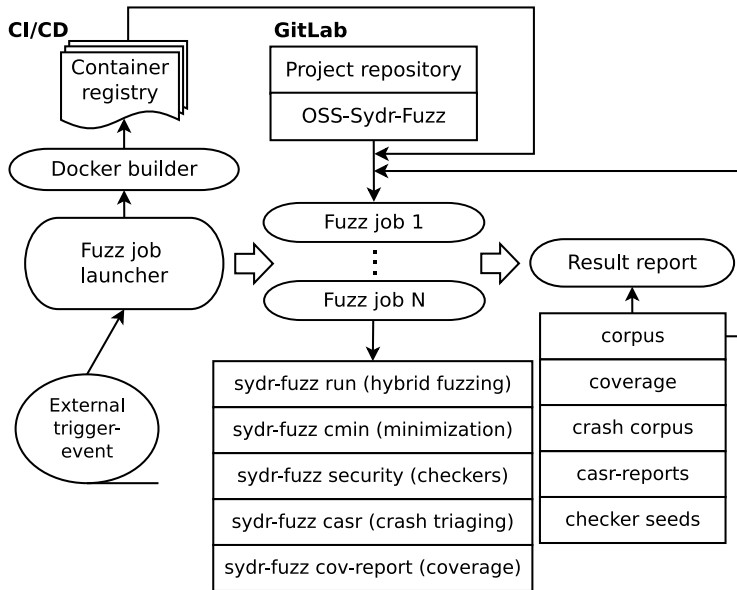 CI/CD
Container
registry
Docker builder
Fuzz job
launcher
External
trigger-
event
GitLab
Project repository
OSS-Sydr-Fuzz
Fuzz job 1
Fuzz job N
sydr-fuzz run (hybrid fuzzing)
sydr-fuzz cmin (minimization)
sydr-fuzz security (checkers)
sydr-fuzz casr (crash triaging)
sydr-fuzz cov-report (coverage)
Result report
corpus
coverage
crash corpus
casr-reports
checker seeds